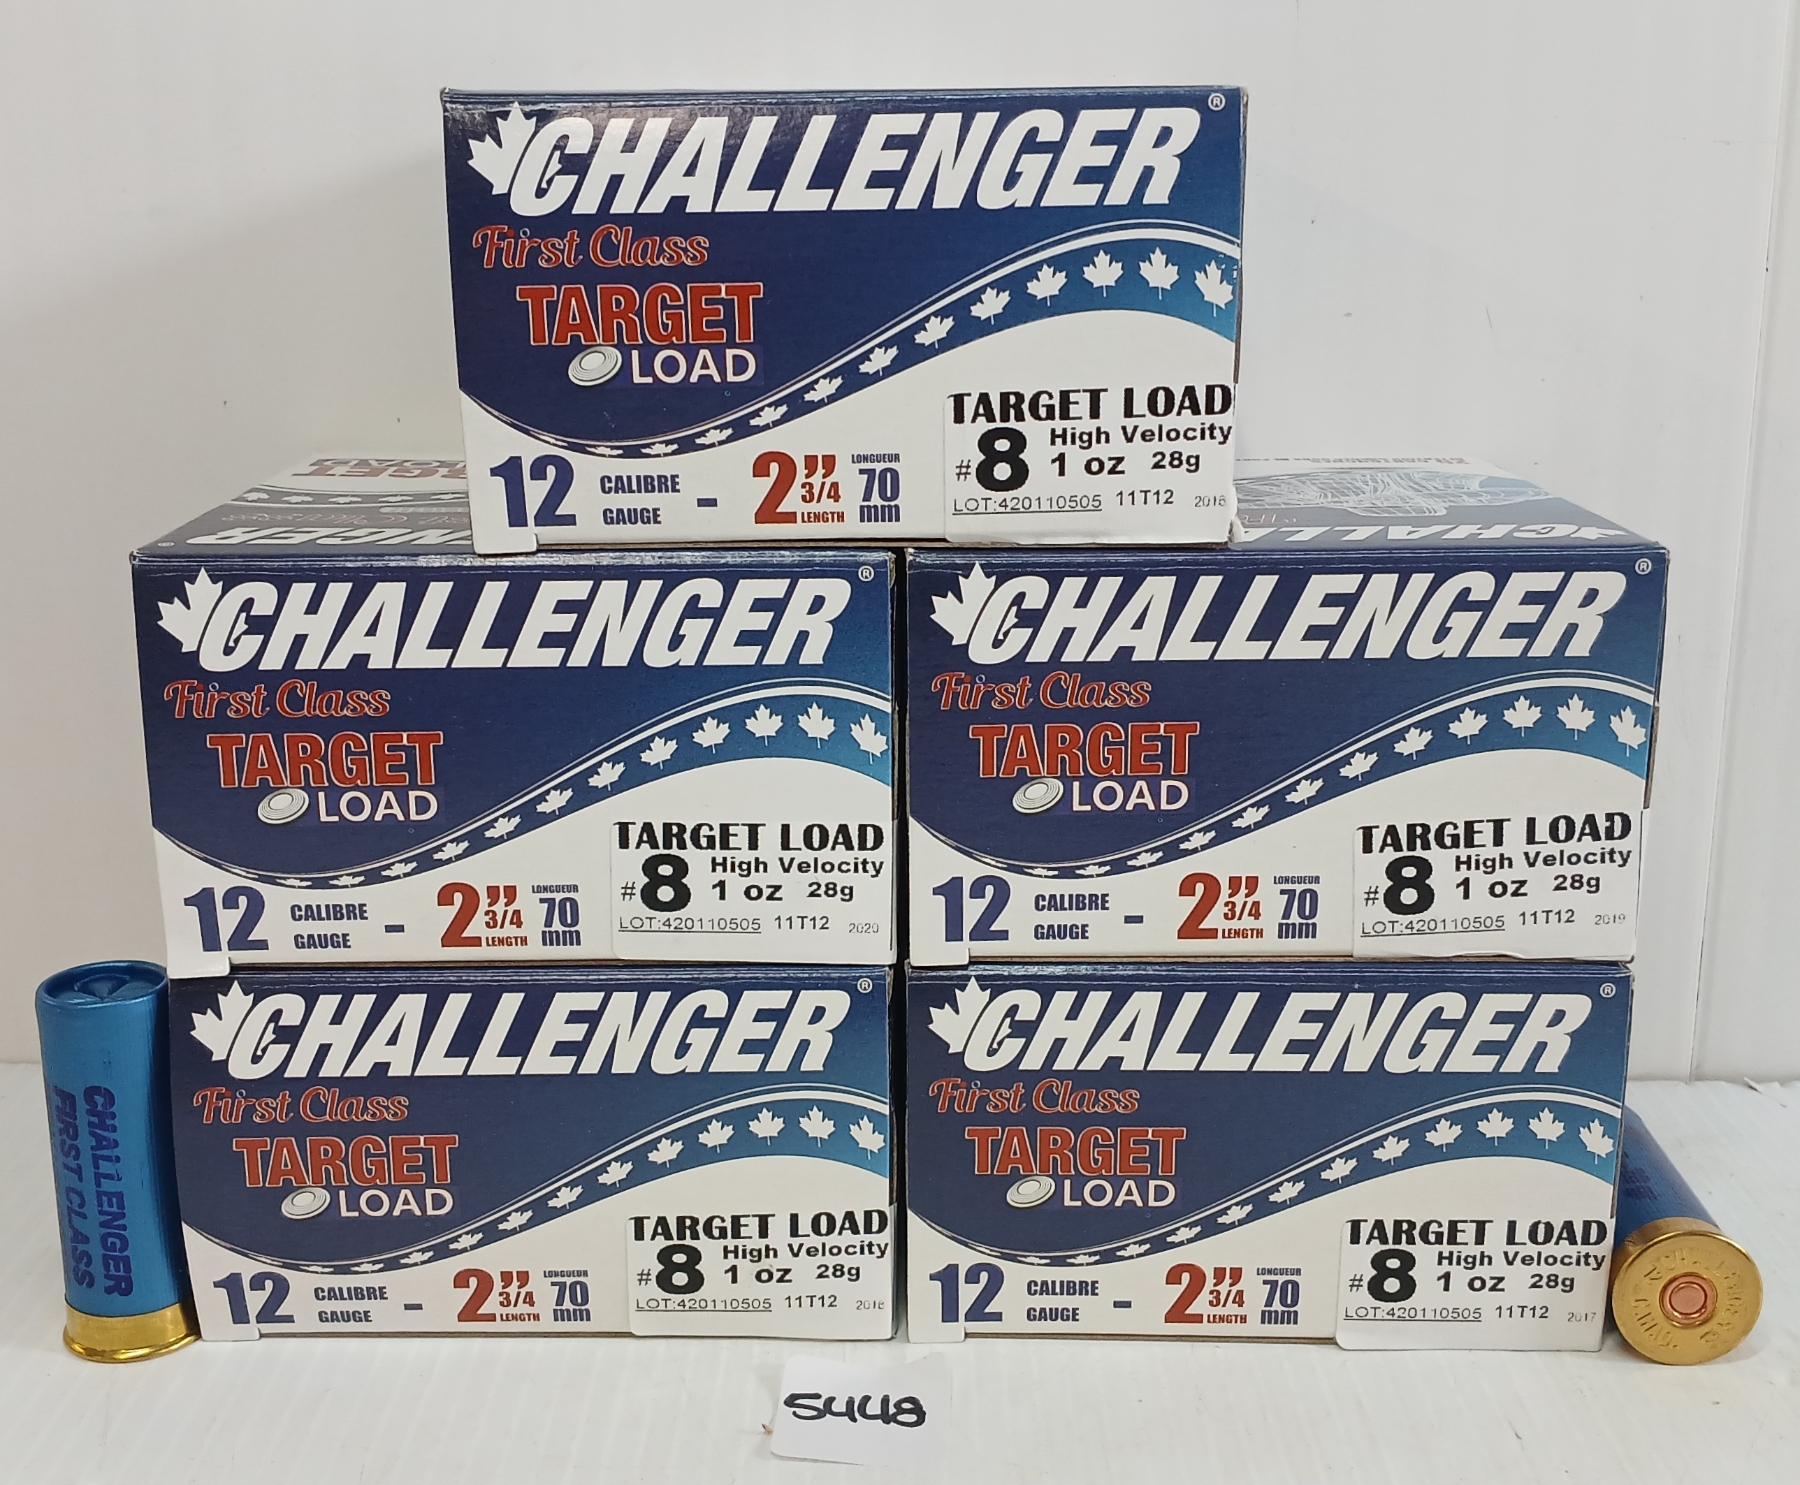 CHALLENGER®
First Class
TARGET
LOAD
12 CALIBRE GAUGE - 2 3/4" LENGTH LONGUEUR 70 mm
TARGET LOAD
#8 High Velocity
1 oz 28g
LOT:420110505 11T12
CHALLENGER®
First Class
TARGET
LOAD
12 CALIBRE GAUGE - 2 3/4" LENGTH LONGUEUR 70 mm
TARGET LOAD
#8 High Velocity
1 oz 28g
LOT:420110505 11T12 2020
CHALLENGER®
First Class
TARGET
LOAD
12 CALIBRE GAUGE - 2 3/4" LENGTH LONGUEUR 70 mm
TARGET LOAD
#8 High Velocity
1 oz 28g
LOT:420110505 11T12 2019
CHALLENGER®
First Class
TARGET
LOAD
12 CALIBRE GAUGE - 2 3/4" LENGTH LONGUEUR 70 mm
TARGET LOAD
#8 High Velocity
1 oz 28g
LOT:420110505 11T12
CHALLENGER®
First Class
TARGET
LOAD
12 CALIBRE GAUGE - 2 3/4" LENGTH LONGUEUR 70 mm
TARGET LOAD
#8 High Velocity
1 oz 28g
LOT:420110505 11T12 2017
CHALLENGER
FIRST CLASS
5448